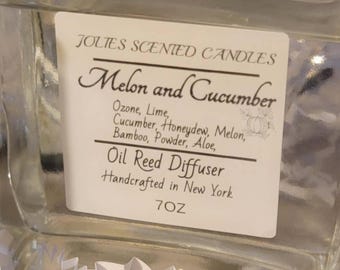 JOLIES SCENTED CANDLES
Melon and Cucumber
Ozone, Lime,
Cucumber, Honeydew, Melon,
Bamboo, Powder, Aloe,
Oil Reed Diffuser
Handcrafted in New York
7OZ